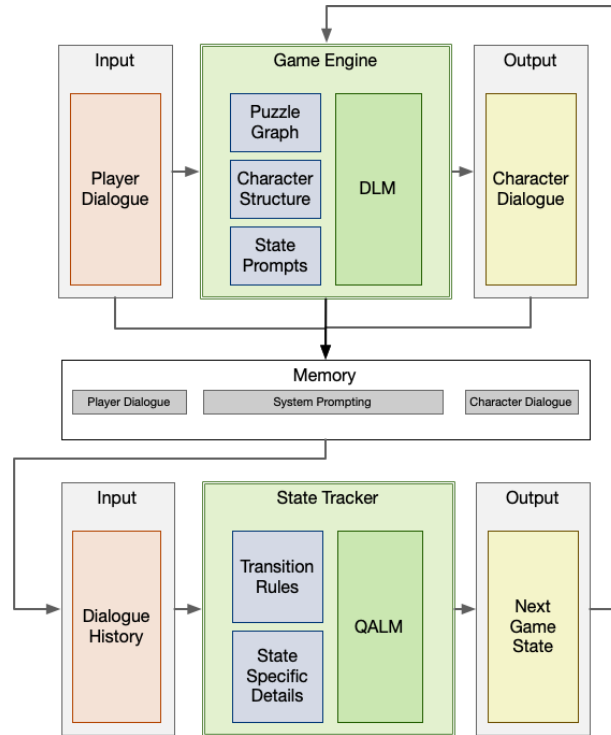 Input
Game Engine
Output
Player
Dialogue
Puzzle
Graph
Character
Structure
State
Prompts
DLM
Character
Dialogue
Memory
Player Dialogue
System Prompting
Character Dialogue
Input
State Tracker
Output
Dialogue
History
Transition
Rules
State
Specific
Details
QALM
Next
Game
State